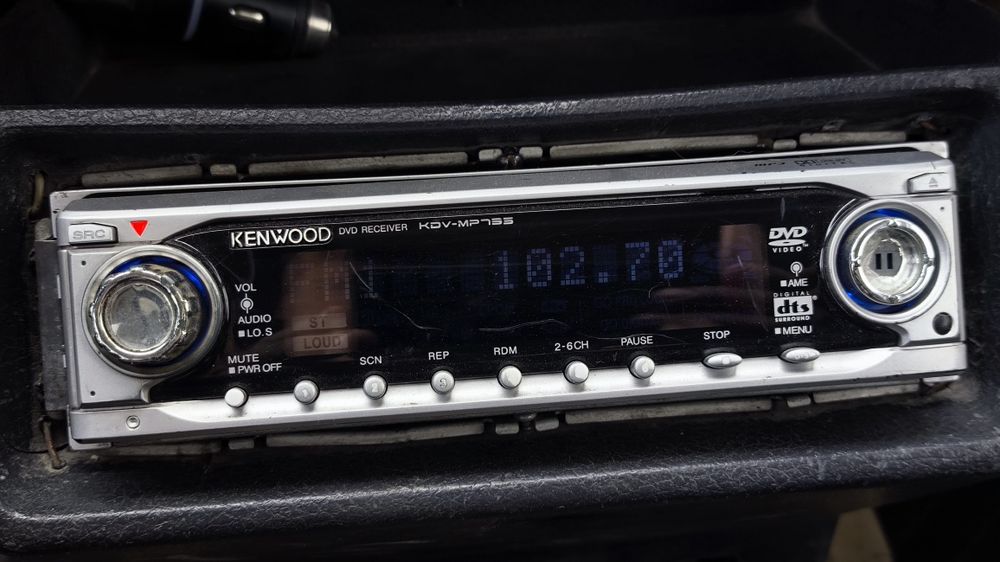 SRC
KENWOOD DVD RECEIVER KDV-MP735
DVD
VIDEO
VOL
AUDIO
LO.S
102.70
AME
DIGITAL
dts
SURROUND
MENU
ST
LOUD
MUTE
PWR OFF
SCN
REP
RDM
2-6CH
PAUSE
STOP